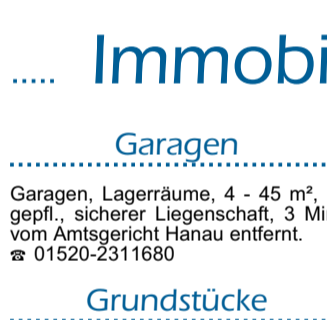 ..... Immobi
Garagen
Garagen, Lagerräume, 4 - 45 m²,
gepfl., sicherer Liegenschaft, 3 Mi
vom Amtsgericht Hanau entfernt.
☎ 01520-2311680
Grundstücke